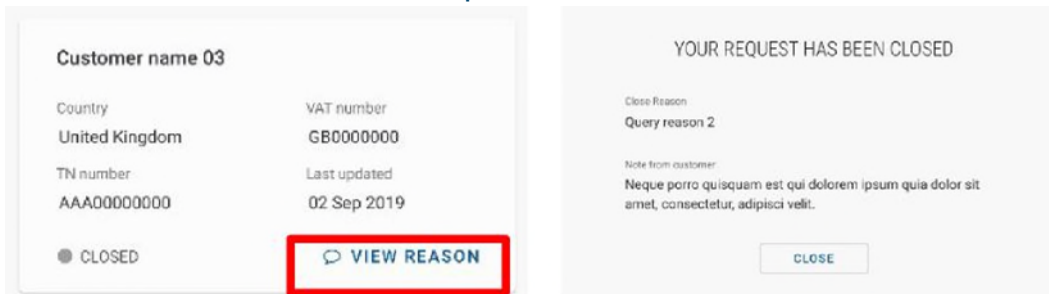 Customer name 03
Country
VAT number
United Kingdom
GB0000000
TN number
Last updated
AAA00000000
02 Sep 2019
CLOSED
VIEW REASON
YOUR REQUEST HAS BEEN CLOSED
Close Reason
Query reason 2
Note from customer
Neque porro quisquam est qui dolorem ipsum quia dolor sit
amet, consectetur, adipisci velit.
CLOSE